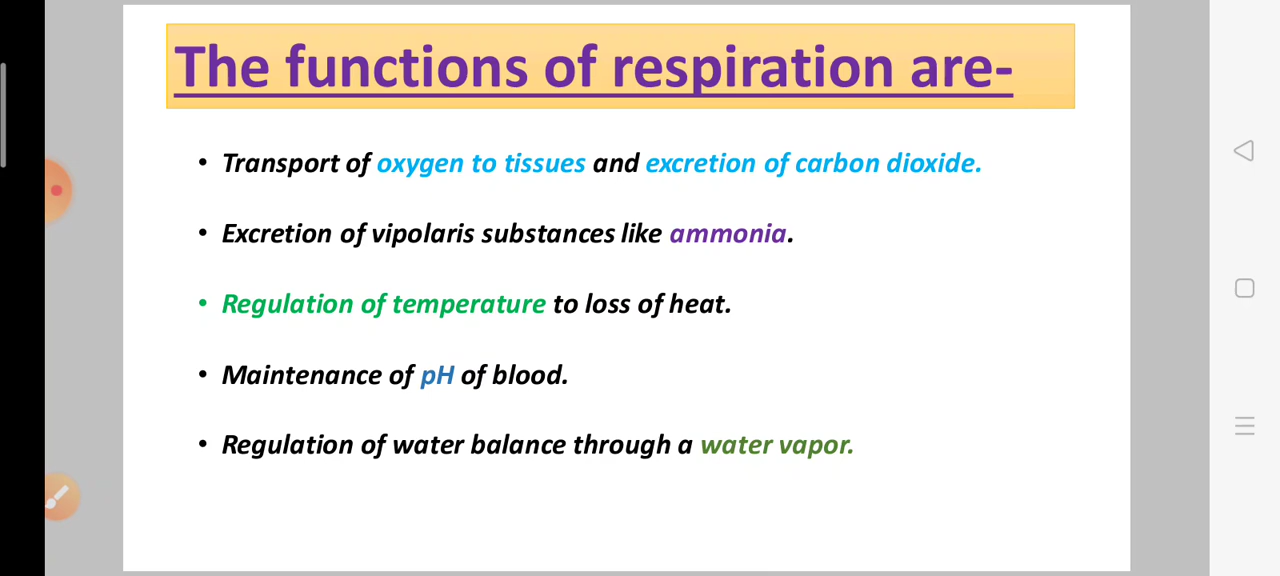 The functions of respiration are-
• Transport of oxygen to tissues and excretion of carbon dioxide.
• Excretion of vipolaris substances like ammonia.
• Regulation of temperature to loss of heat.
• Maintenance of pH of blood.
• Regulation of water balance through a water vapor.